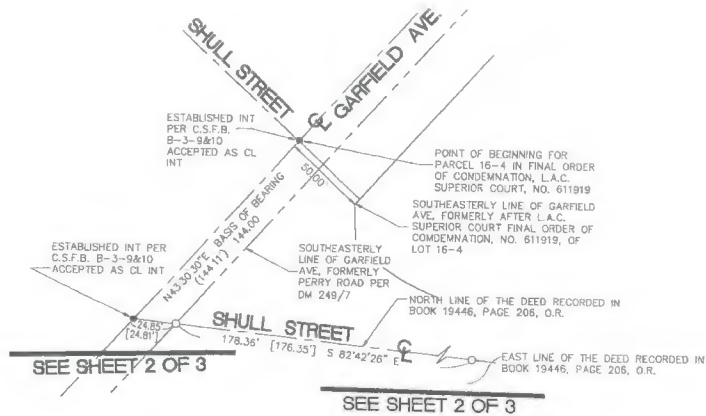 SHULL STREET
℄ GARFIELD AVE.
ESTABLISHED INT
PER C.S.F.B.
B-3-9&10
ACCEPTED AS CL
INT
50.00'
POINT OF BEGINNING FOR
PARCEL 16-4 IN FINAL ORDER
OF CONDEMNATION, L.A.C.
SUPERIOR COURT, NO. 611919
SOUTHEASTERLY LINE OF GARFIELD
AVE, FORMERLY AFTER L.A.C.
SUPERIOR COURT FINAL ORDER OF
COMDEMNATION, NO. 611919, OF
LOT 16-4
N43°30'30"E BASIS OF BEARING
(144.11') 144.00
SOUTHEASTERLY
LINE OF GARFIELD
AVE, FORMERLY
PERRY ROAD PER
DM 249/7
ESTABLISHED INT PER
C.S.F.B. B-3-9&10
ACCEPTED AS CL INT
NORTH LINE OF THE DEED RECORDED IN
BOOK 19446, PAGE 206, O.R.
24.85'
[24.81']
SHULL STREET ℄
178.36' [176.35'] S 82°42'26" E
EAST LINE OF THE DEED RECORDED IN
BOOK 19446, PAGE 206, O.R.
SEE SHEET 2 OF 3
SEE SHEET 2 OF 3